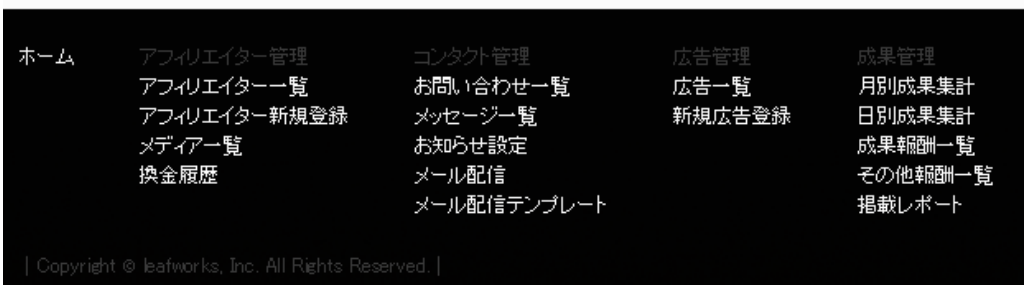 ホーム
アフィリエイター管理
アフィリエイター一覧
アフィリエイター新規登録
メディア一覧
換金履歴
コンタクト管理
お問い合わせ一覧
メッセージ一覧
お知らせ設定
メール配信
メール配信テンプレート
広告管理
広告一覧
新規広告登録
成果管理
月別成果集計
日別成果集計
成果報酬一覧
その他報酬一覧
掲載レポート
| Copyright © leafworks, Inc. All Rights Reserved. |